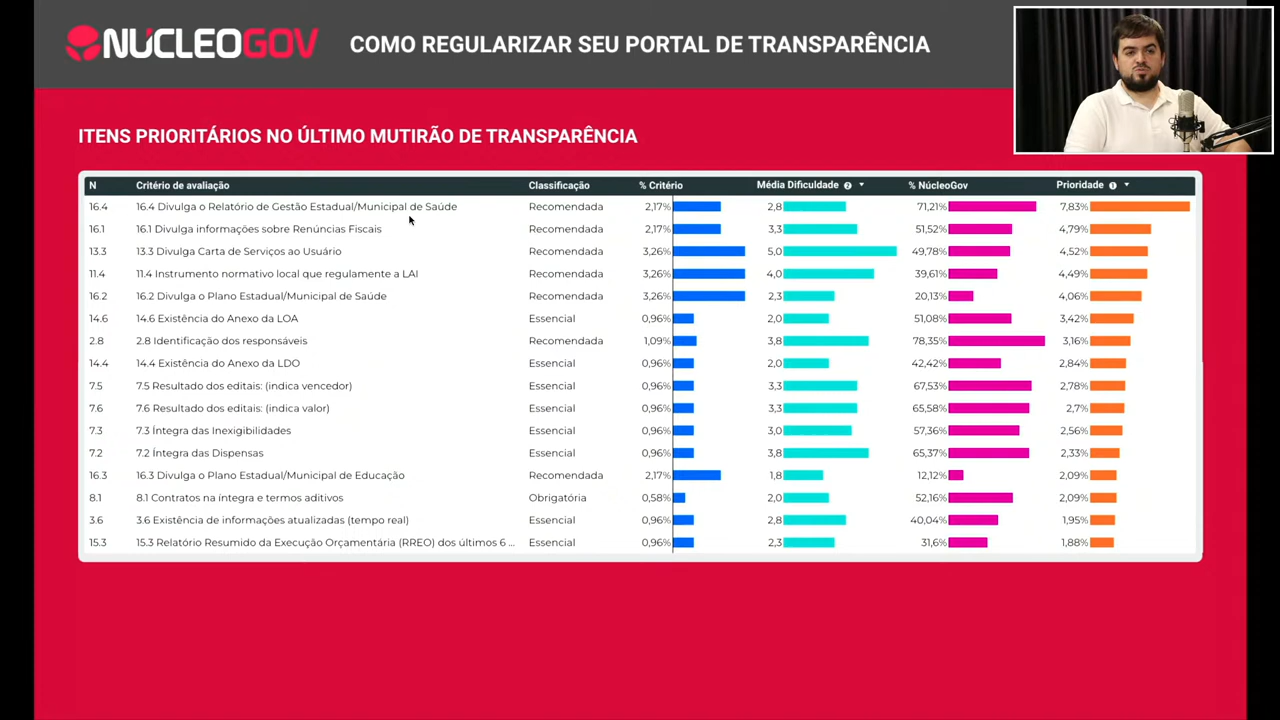 NÚCLEOGOV COMO REGULARIZAR SEU PORTAL DE TRANSPARÊNCIA
ITENS PRIORITÁRIOS NO ÚLTIMO MUTIRÃO DE TRANSPARÊNCIA
N Critério de avaliação Classificação % Critério Média Dificuldade % NúcleoGov Prioridade
16.4 16.4 Divulga o Relatório de Gestão Estadual/Municipal de Saúde Recomendada 2,17% 2,8 71,21% 7,83%
16.1 16.1 Divulga informações sobre Renúncias Fiscais Recomendada 2,17% 3,3 51,52% 4,79%
13.3 13.3 Divulga Carta de Serviços ao Usuário Recomendada 3,26% 5,0 49,78% 4,52%
11.4 11.4 Instrumento normativo local que regulamente a LAI Recomendada 3,26% 4,0 39,61% 4,49%
16.2 16.2 Divulga o Plano Estadual/Municipal de Saúde Recomendada 3,26% 2,3 20,13% 4,06%
14.6 14.6 Existência do Anexo da LOA Essencial 0,96% 2,0 51,08% 3,42%
2.8 2.8 Identificação dos responsáveis Recomendada 1,09% 3,8 78,35% 3,16%
14.4 14.4 Existência do Anexo da LDO Essencial 0,96% 2,0 42,42% 2,84%
7.5 7.5 Resultado dos editais: (indica vencedor) Essencial 0,96% 3,3 67,53% 2,78%
7.6 7.6 Resultado dos editais: (indica valor) Essencial 0,96% 3,3 65,58% 2,7%
7.3 7.3 Íntegra das Inexigibilidades Essencial 0,96% 3,0 57,36% 2,56%
7.2 7.2 Íntegra das Dispensas Essencial 0,96% 3,8 65,37% 2,33%
16.3 16.3 Divulga o Plano Estadual/Municipal de Educação Recomendada 2,17% 1,8 12,12% 2,09%
8.1 8.1 Contratos na íntegra e termos aditivos Obrigatória 0,58% 2,0 52,16% 2,09%
3.6 3.6 Existência de informações atualizadas (tempo real) Essencial 0,96% 2,8 40,04% 1,95%
15.3 15.3 Relatório Resumido da Execução Orçamentária (RREO) dos últimos 6 ... Essencial 0,96% 2,3 31,6% 1,88%